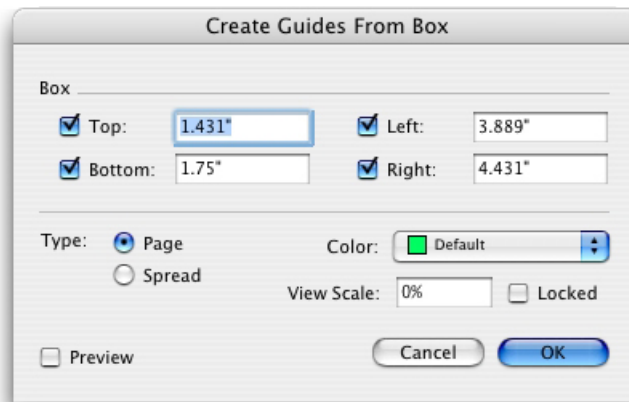 Create Guides From Box
Box
Top: 1.431" Left: 3.889"
Bottom: 1.75" Right: 4.431"
Type: Page Color: Default
Spread
View Scale: 0% Locked
Preview Cancel OK